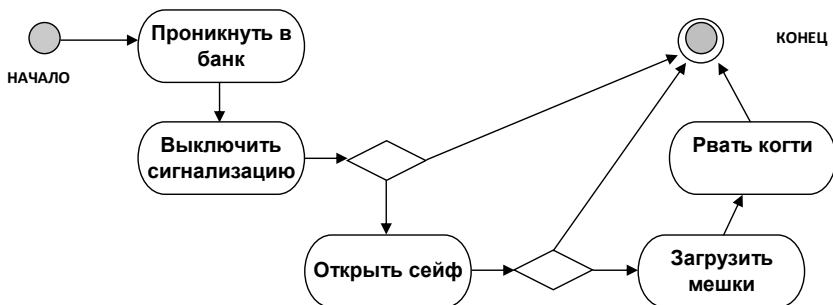 Проникнуть в
банк
КОНЕЦ
НАЧАЛО
Выключить
сигнализацию
Рвать когти
Открыть сейф
Загрузить
мешки